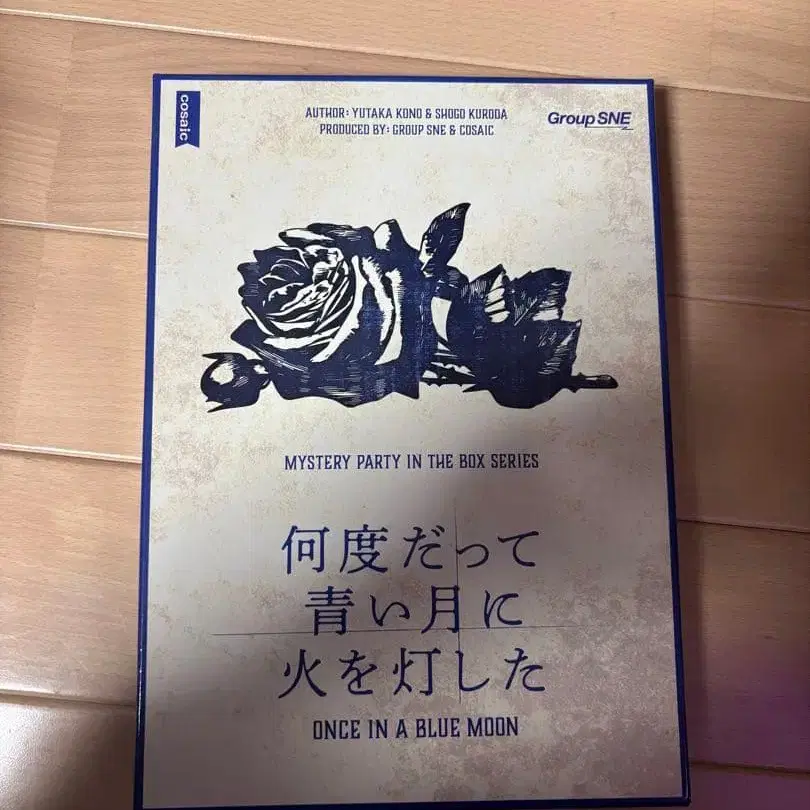 cosaic
AUTHOR: YUTAKA KONO & SHOGO KURODA
PRODUCED BY: GROUP SNE & COSAIC
Group SNE
MYSTERY PARTY IN THE BOX SERIES
何度だって
青い月に
火を灯した
ONCE IN A BLUE MOON